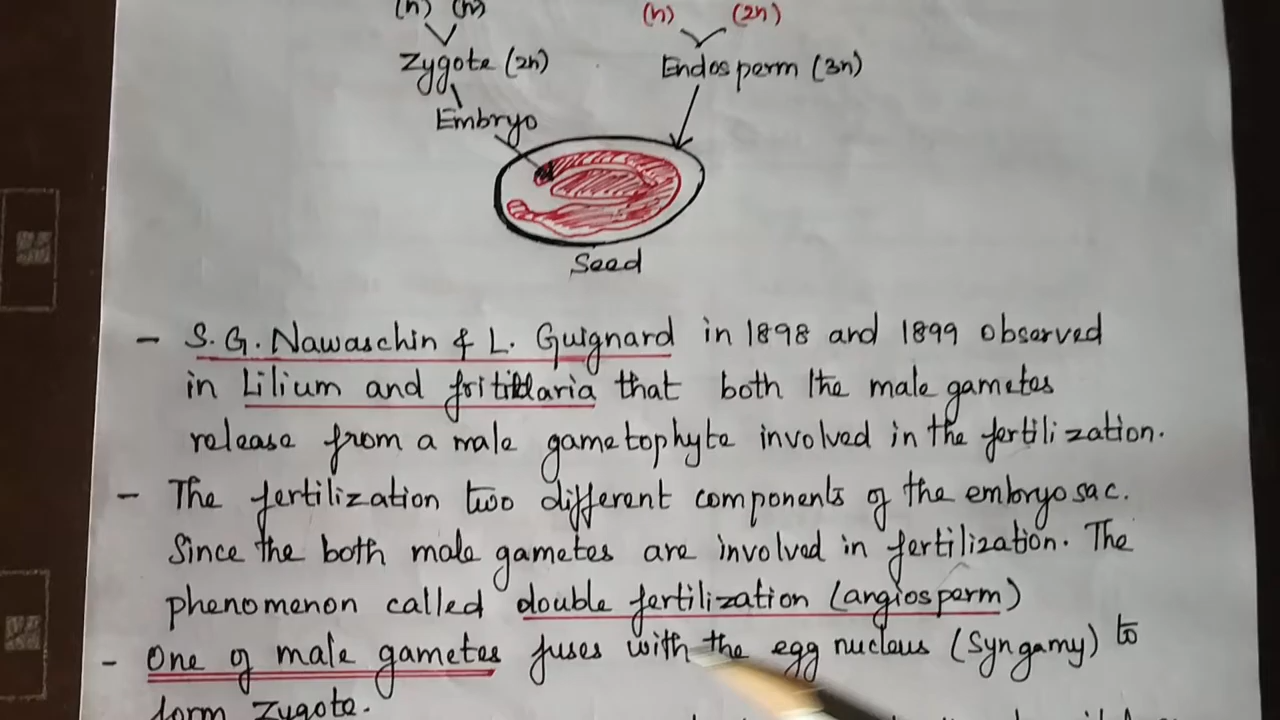 (n) (n) (n) (2n)
Zygote (2n) Endosperm (3n)
Embryo
Seed
- S. G. Nawaschin & L. Guignard in 1898 and 1899 observed
in Lilium and fritillaria that both the male gametes
release from a male gametophyte involved in the fertilization.
- The fertilization two different components of the embryo sac.
Since the both male gametes are involved in fertilization. The
phenomenon called double fertilization (angiosperm)
- One of male gametes fuses with the egg nucleus (Syngamy) to
form Zygote.